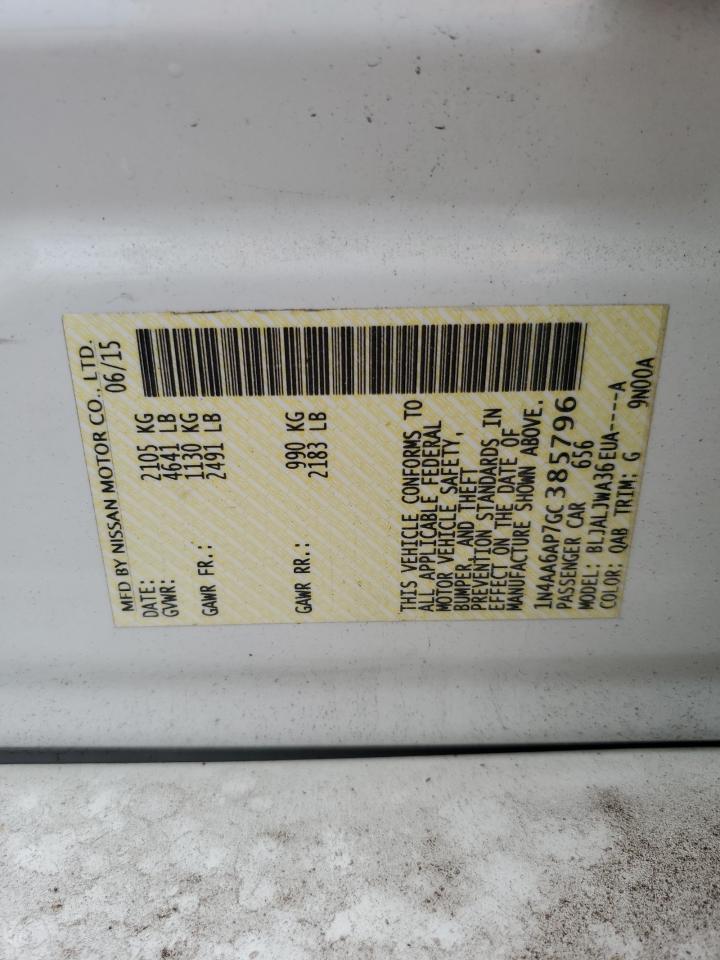 MFD BY NISSAN MOTOR CO., LTD.
DATE: 06/15
GVWR: 2105 KG
4641 LB
GAWR FR.: 1130 KG
2491 LB
GAWR RR.: 990 KG
2183 LB
THIS VEHICLE CONFORMS TO
ALL APPLICABLE FEDERAL
MOTOR VEHICLE SAFETY,
BUMPER, AND THEFT
PREVENTION STANDARDS IN
EFFECT ON THE DATE OF
MANUFACTURE SHOWN ABOVE.
1N4AA6AP7GC385796
PASSENGER CAR 656
MODEL: BLJALJWA36EUA----A
COLOR: QAB TRIM: G 9N00A